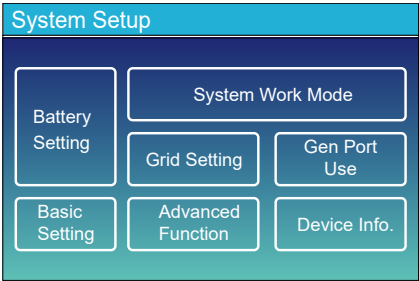 System Setup
Battery
Setting
System Work Mode
Grid Setting
Gen Port
Use
Basic
Setting
Advanced
Function
Device Info.